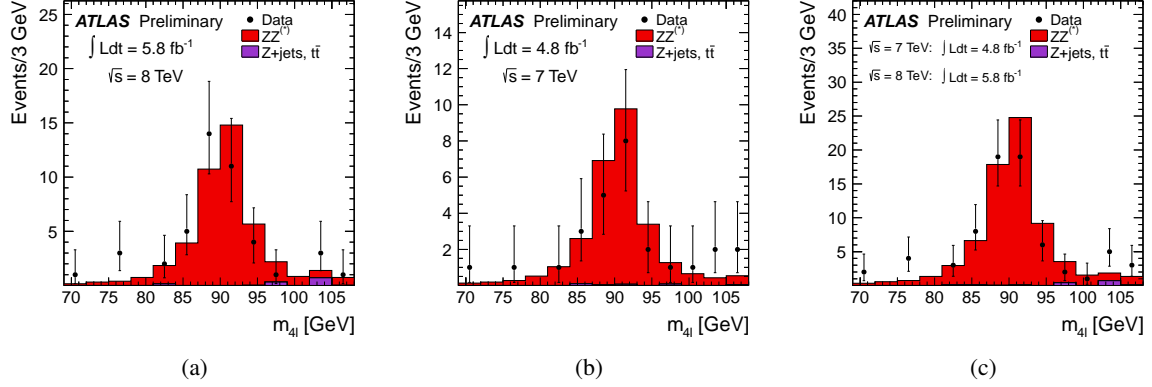 ATLAS Preliminary
∫ Ldt = 5.8 fb⁻¹
√s = 8 TeV
Data
ZZ(*)
Z+jets, tt̄
Events/3 GeV
25
20
15
10
5
70 75 80 85 90 95 100 105
m4l [GeV]
(a)
ATLAS Preliminary
∫ Ldt = 4.8 fb⁻¹
√s = 7 TeV
Data
ZZ(*)
Z+jets, tt̄
Events/3 GeV
14
12
10
8
6
4
2
0
70 75 80 85 90 95 100 105
m4l [GeV]
(b)
ATLAS Preliminary
√s = 7 TeV: ∫ Ldt = 4.8 fb⁻¹
√s = 8 TeV: ∫ Ldt = 5.8 fb⁻¹
Data
ZZ(*)
Z+jets, tt̄
Events/3 GeV
40
35
30
25
20
15
10
5
0
70 75 80 85 90 95 100 105
m4l [GeV]
(c)